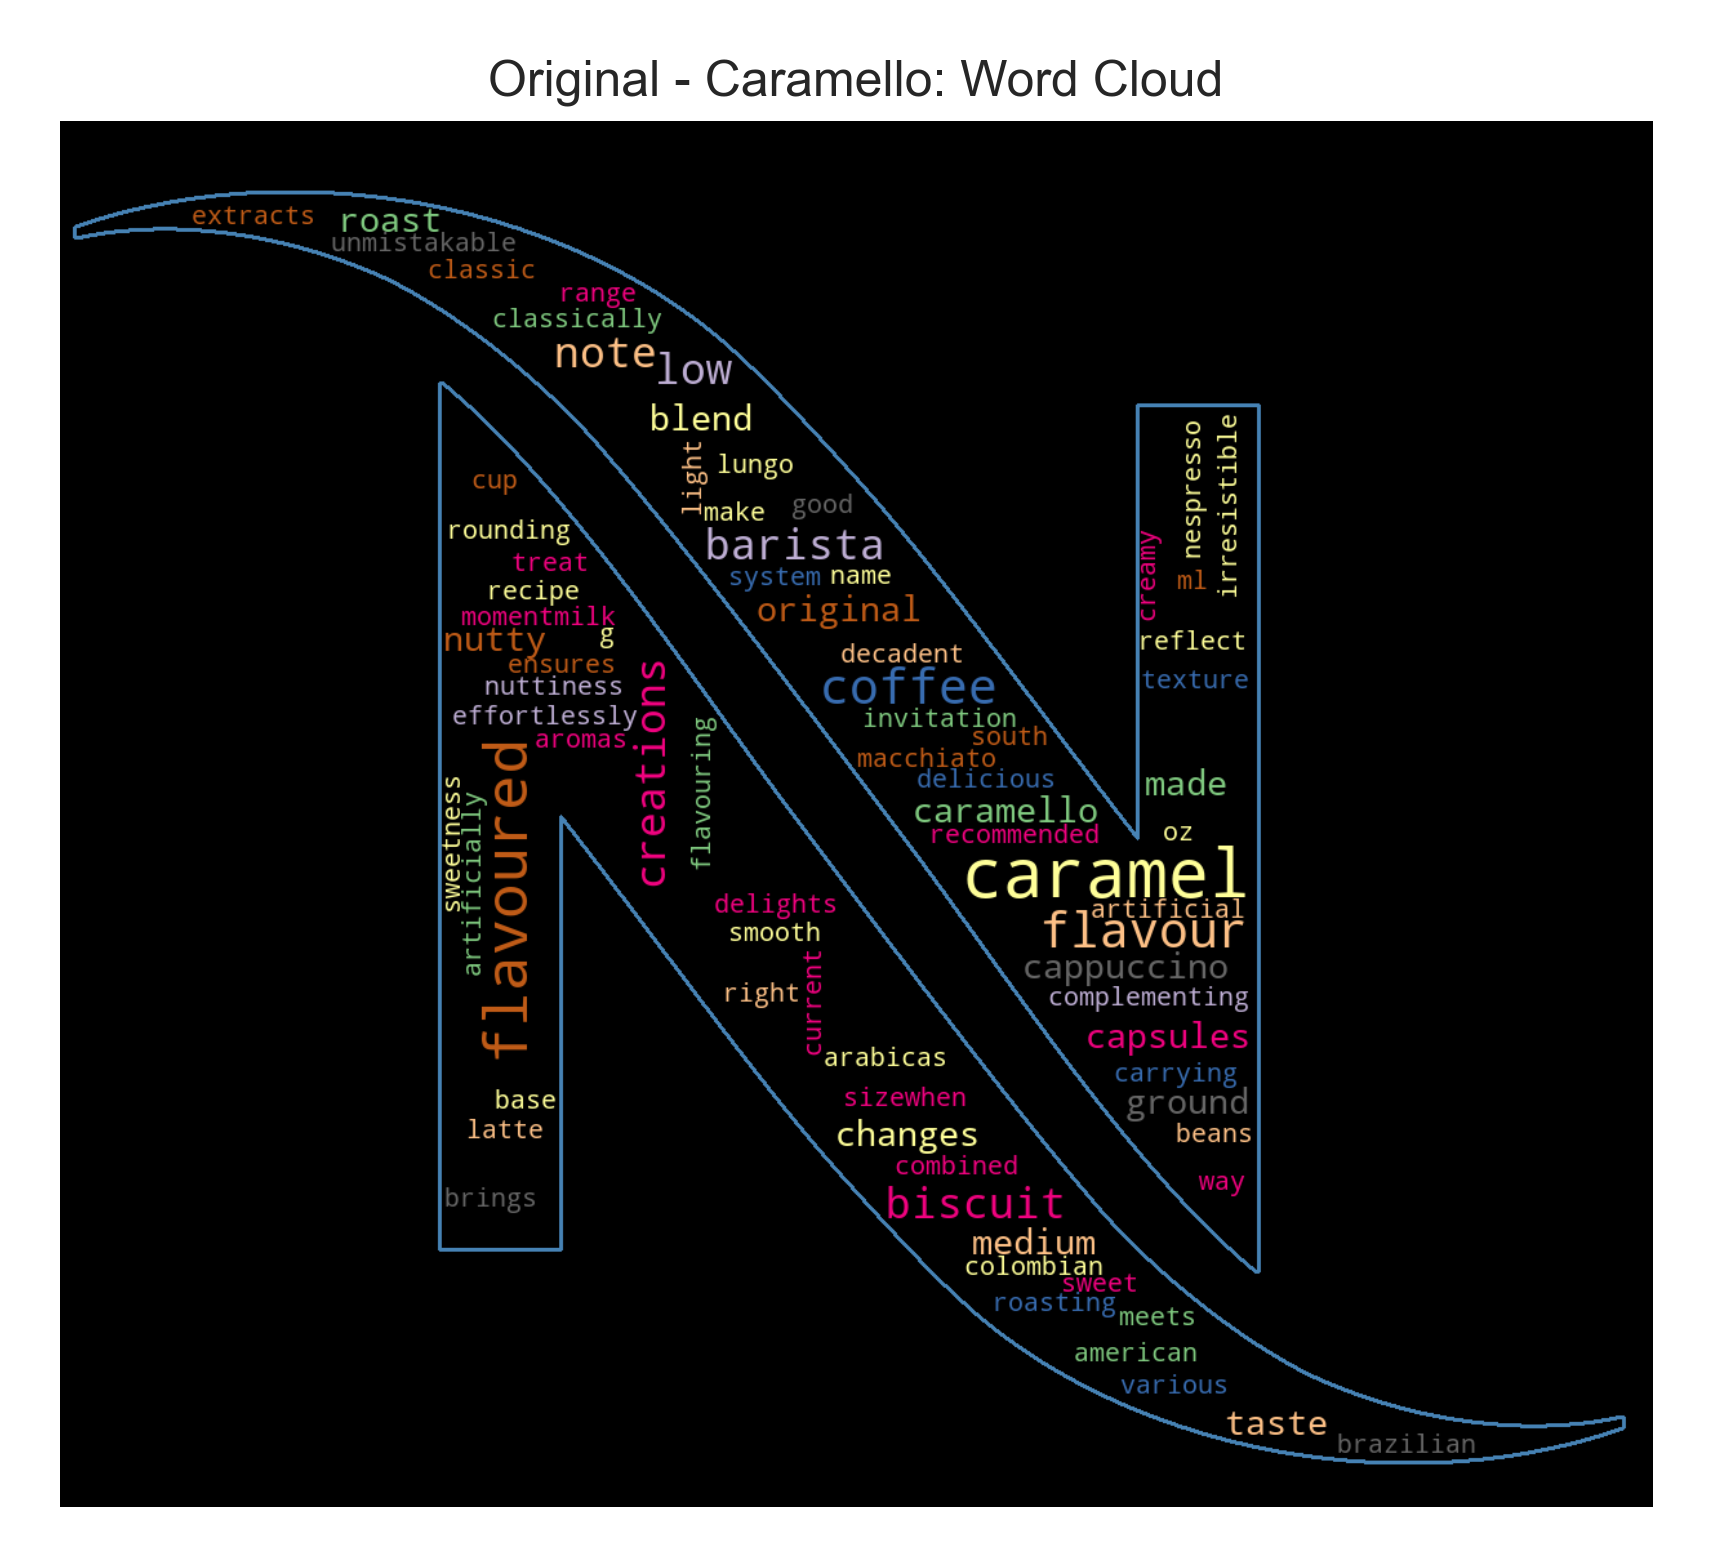 Original - Caramello: Word Cloud
extracts
roast
unmistakable
classic
range
classically
note
low
blend
light
lungo
make
good
barista
system
name
original
decadent
coffee
invitation
south
macchiato
delicious
caramello
recommended
nespresso
irresistible
creamy
ml
reflect
texture
made
oz
caramel
artificial
flavour
cappuccino
complementing
capsules
carrying
ground
beans
way
cup
rounding
treat
recipe
momentmilk
nutty
g
ensures
nuttiness
effortlessly
aromas
creations
flavouring
sweetness
artificially
flavoured
base
latte
brings
delights
smooth
right
current
arabicas
sizewhen
changes
combined
biscuit
medium
colombian
sweet
roasting
meets
american
various
taste
brazilian